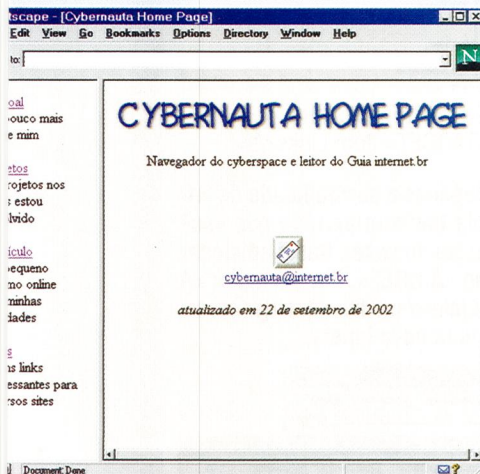 tscape - [Cybernauta Home Page]
Edit View Go Bookmarks Options Directory Window Help
to:
N
oal
ouco mais
e mim
etos
rojetos nos
s estou
lvido
ículo
equeno
mo online
minhas
dades
s
ns links
essantes para
rsos sites
CYBERNAUTA HOME PAGE
Navegador do cyberspace e leitor do Guia internet.br
cybernauta@internet.br
atualizado em 22 de setembro de 2002
Document: Done
?